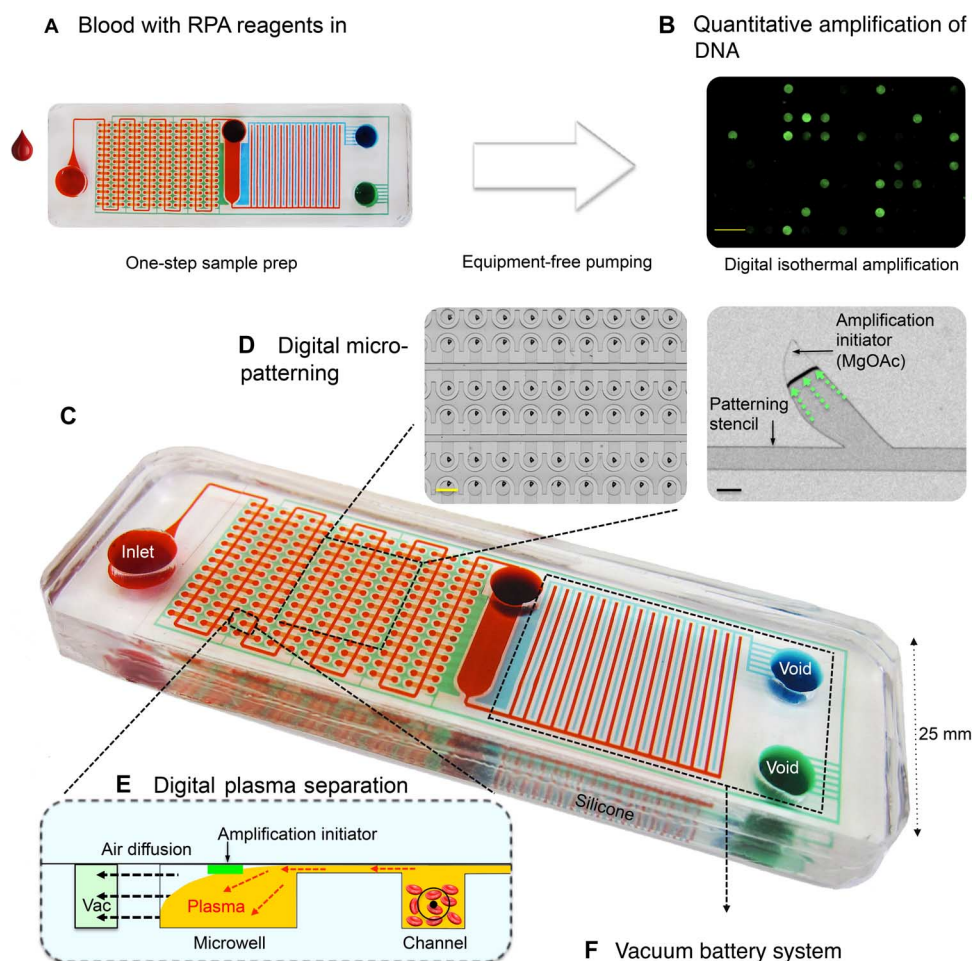 A Blood with RPA reagents in
B Quantitative amplification of
DNA
One-step sample prep
Equipment-free pumping
Digital isothermal amplification
D Digital micro-
patterning
Amplification
initiator
(MgOAc)
Patterning
stencil
C
Inlet
Void
Void
25 mm
Silicone
E Digital plasma separation
Amplification initiator
Air diffusion
Vac
Plasma
Microwell
Channel
F Vacuum battery system